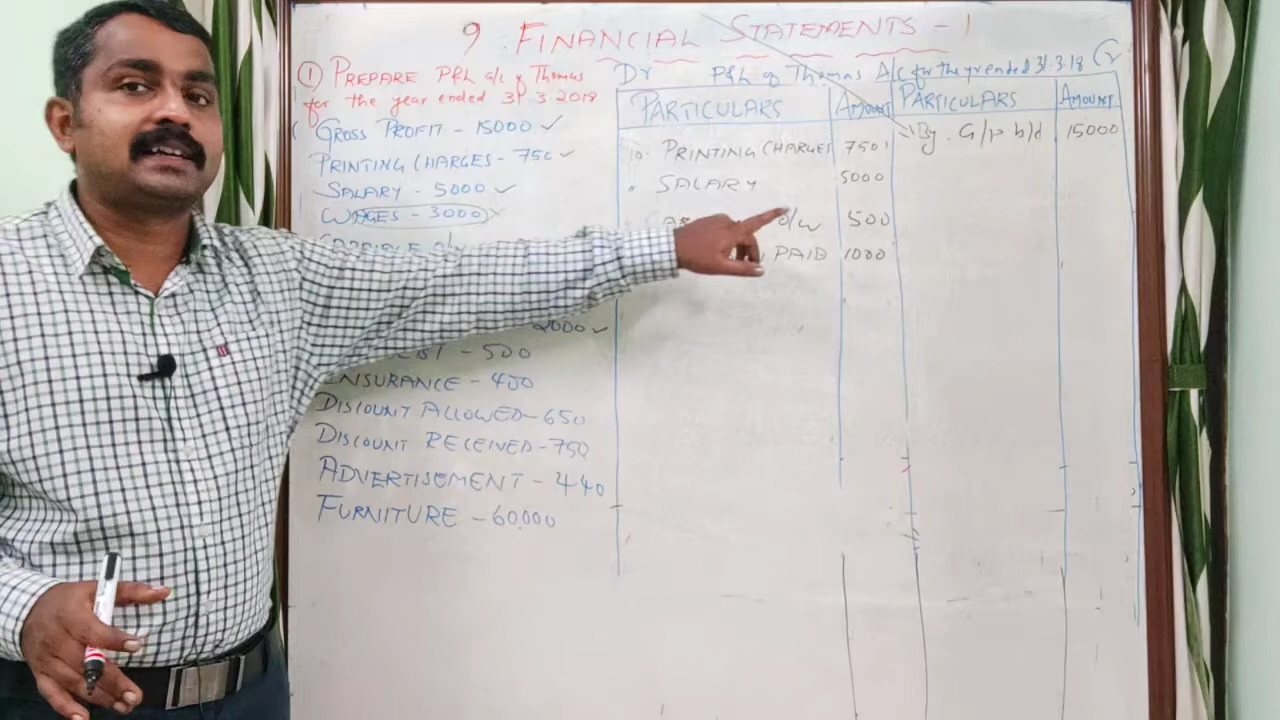 9. FINANCIAL STATEMENTS - 1
① PREPARE P&L a/c of Thomas
for the year ended 31.3.2018
GROSS PROFIT - 15000 ✓
PRINTING CHARGES - 750 ✓
SALARY - 5000 ✓
WAGES - 3000
2000 ✓
- 500
INSURANCE - 450
DISCOUNT ALLOWED - 650
DISCOUNT RECEIVED - 750
ADVERTISEMENT - 440
FURNITURE - 60,000
Dr P&L of Thomas A/c for the yr ended 31.3.18 Cr
PARTICULARS AMOUNT PARTICULARS AMOUNT
To. PRINTING CHARGES 750 By. G/P b/d 15000
SALARY 5000
o/w 500
PAID 1000